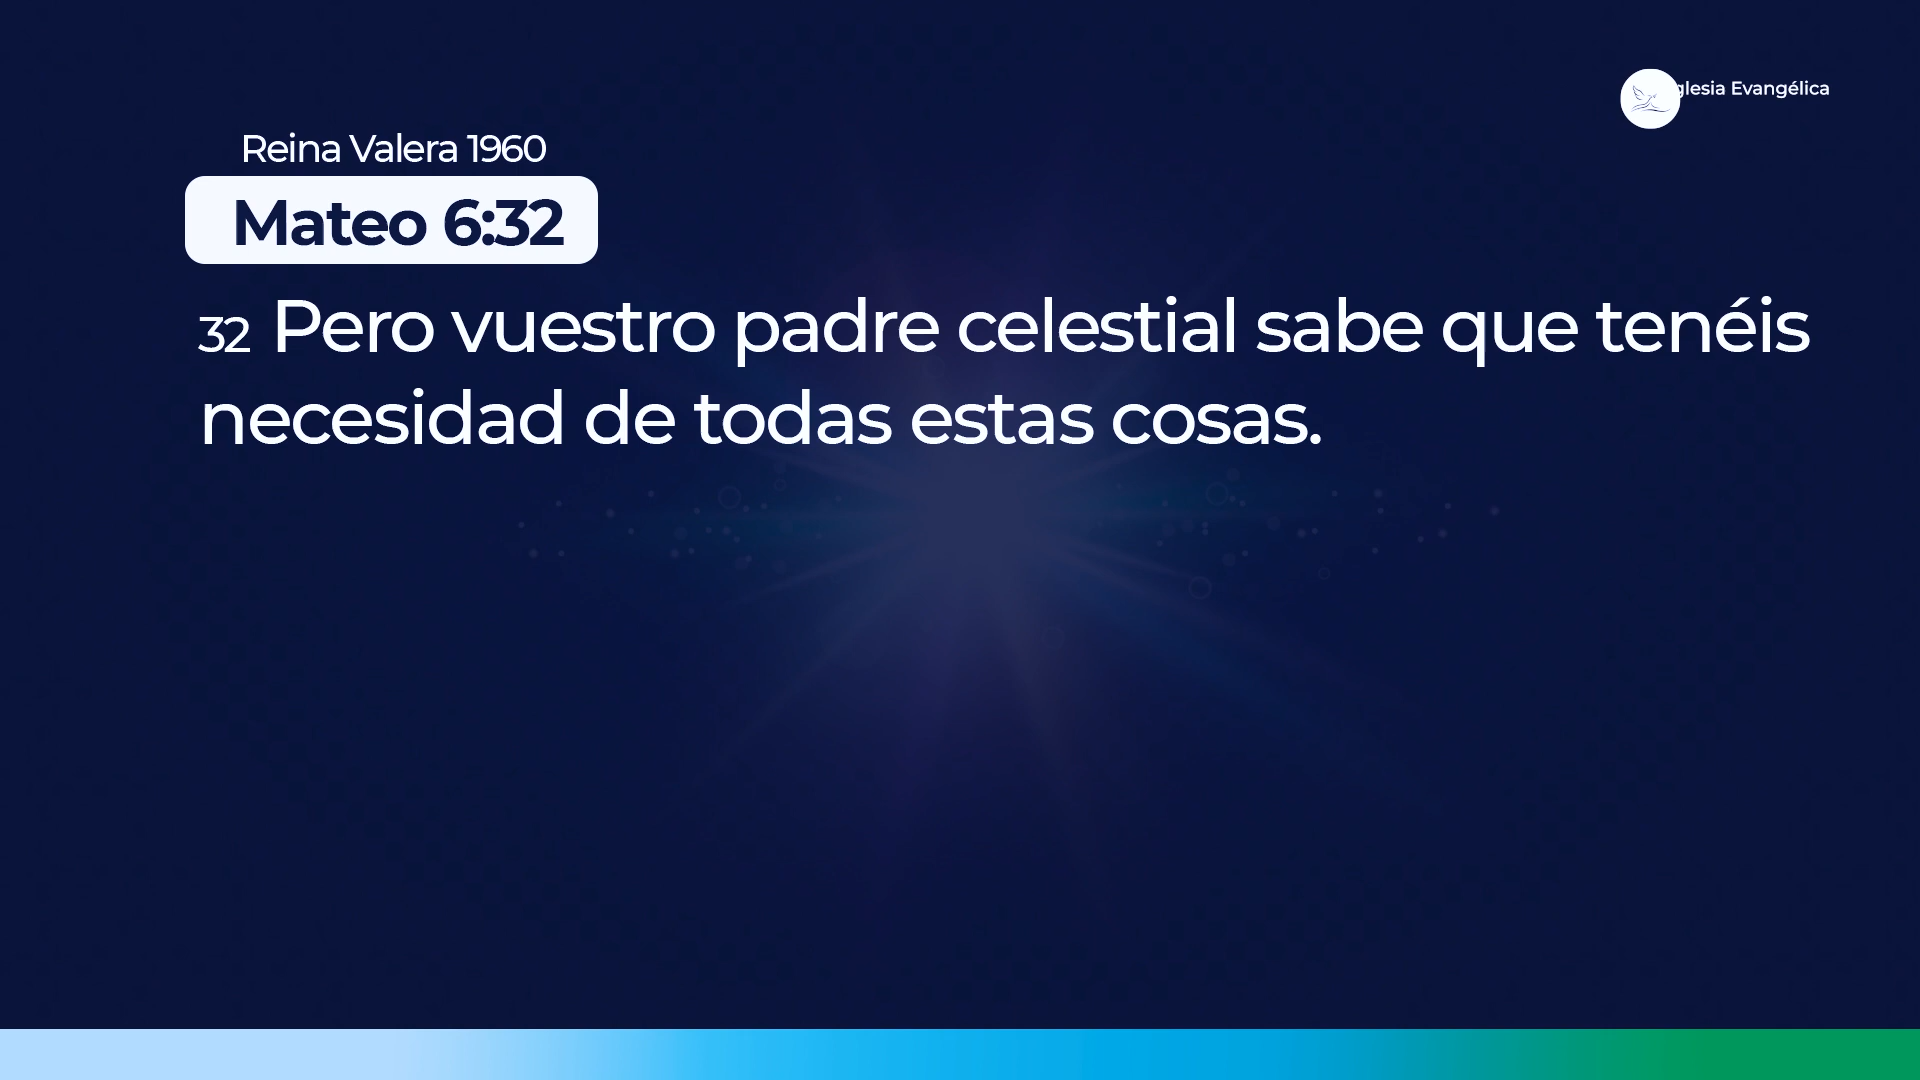 glesia Evangélica
Reina Valera 1960
Mateo 6:32
32 Pero vuestro padre celestial sabe que tenéis
necesidad de todas estas cosas.